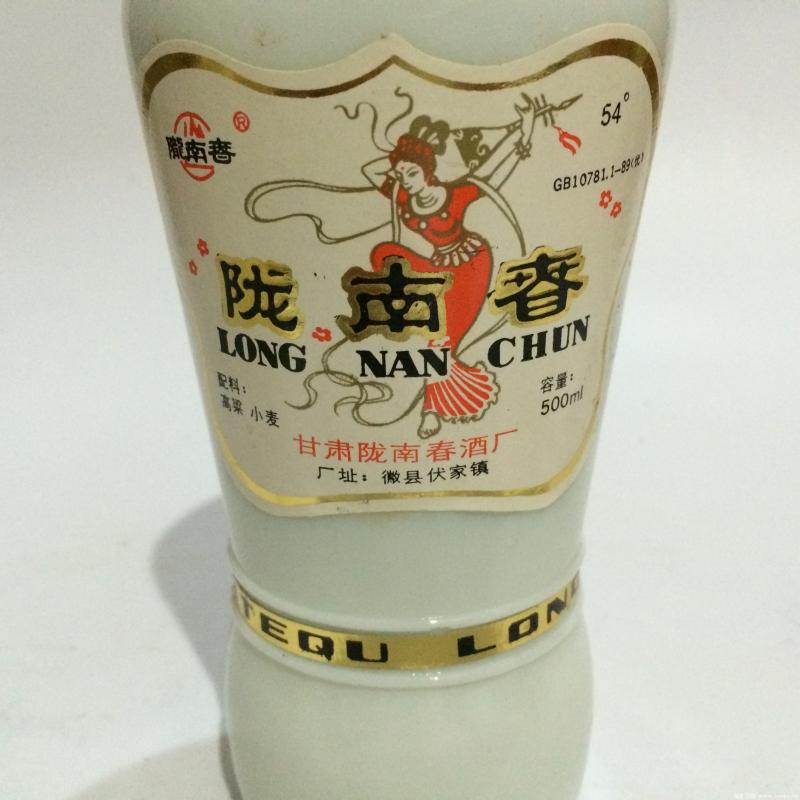 隴南春®
54°
GB10781.1-89(优)
陇南春
LONG NAN CHUN
配料：
高粱 小麦
容量：
500ml
甘肃陇南春酒厂
厂址：徽县伏家镇
TEQU LONG